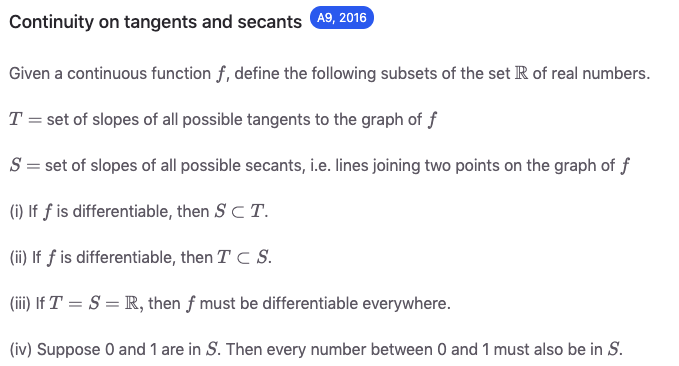 Continuity on tangents and secants A9, 2016
Given a continuous function f, define the following subsets of the set ℝ of real numbers.
T = set of slopes of all possible tangents to the graph of f
S = set of slopes of all possible secants, i.e. lines joining two points on the graph of f
(i) If f is differentiable, then S ⊂ T.
(ii) If f is differentiable, then T ⊂ S.
(iii) If T = S = ℝ, then f must be differentiable everywhere.
(iv) Suppose 0 and 1 are in S. Then every number between 0 and 1 must also be in S.